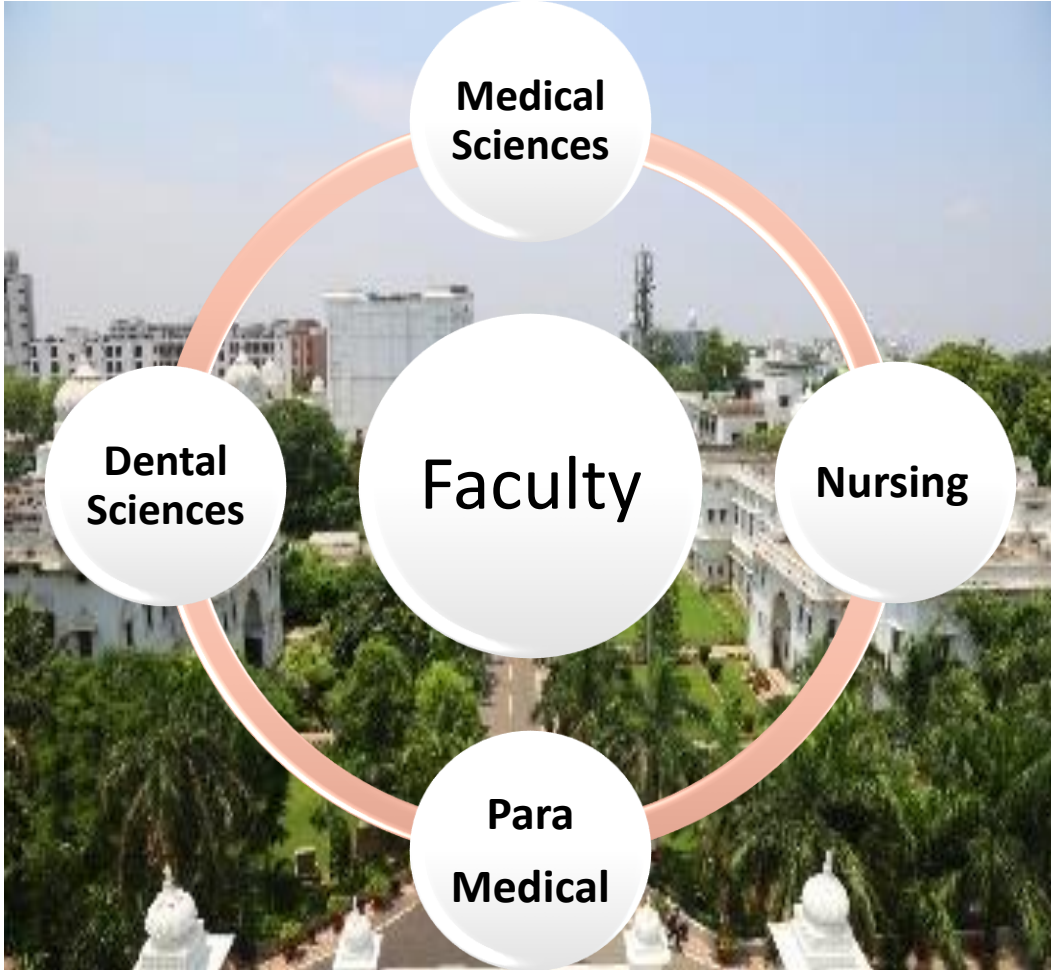 Medical
Sciences
Dental
Sciences
Faculty
Nursing
Para
Medical